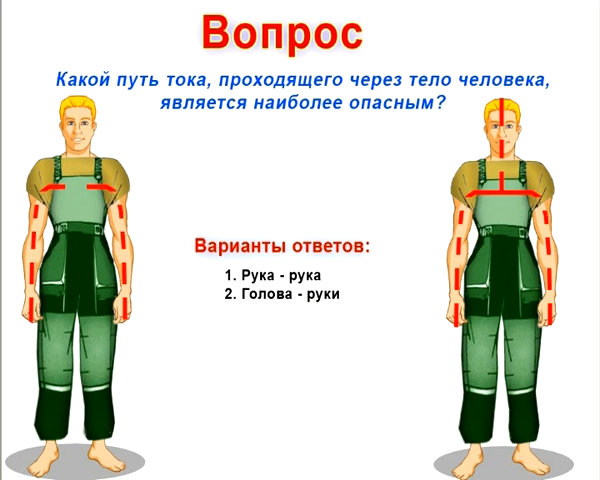 Вопрос
Какой путь тока, проходящего через тело человека,
является наиболее опасным?
Варианты ответов:
1. Рука - рука
2. Голова - руки